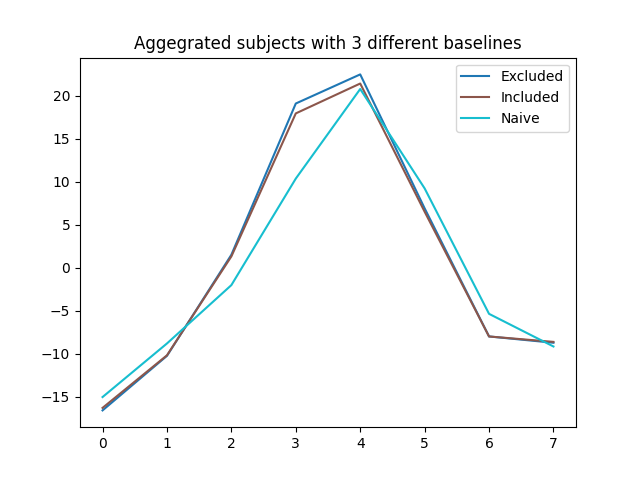 Aggegrated subjects with 3 different baselines
Excluded
Included
Naive
20
15
10
5
0
−5
−10
−15
0 1 2 3 4 5 6 7